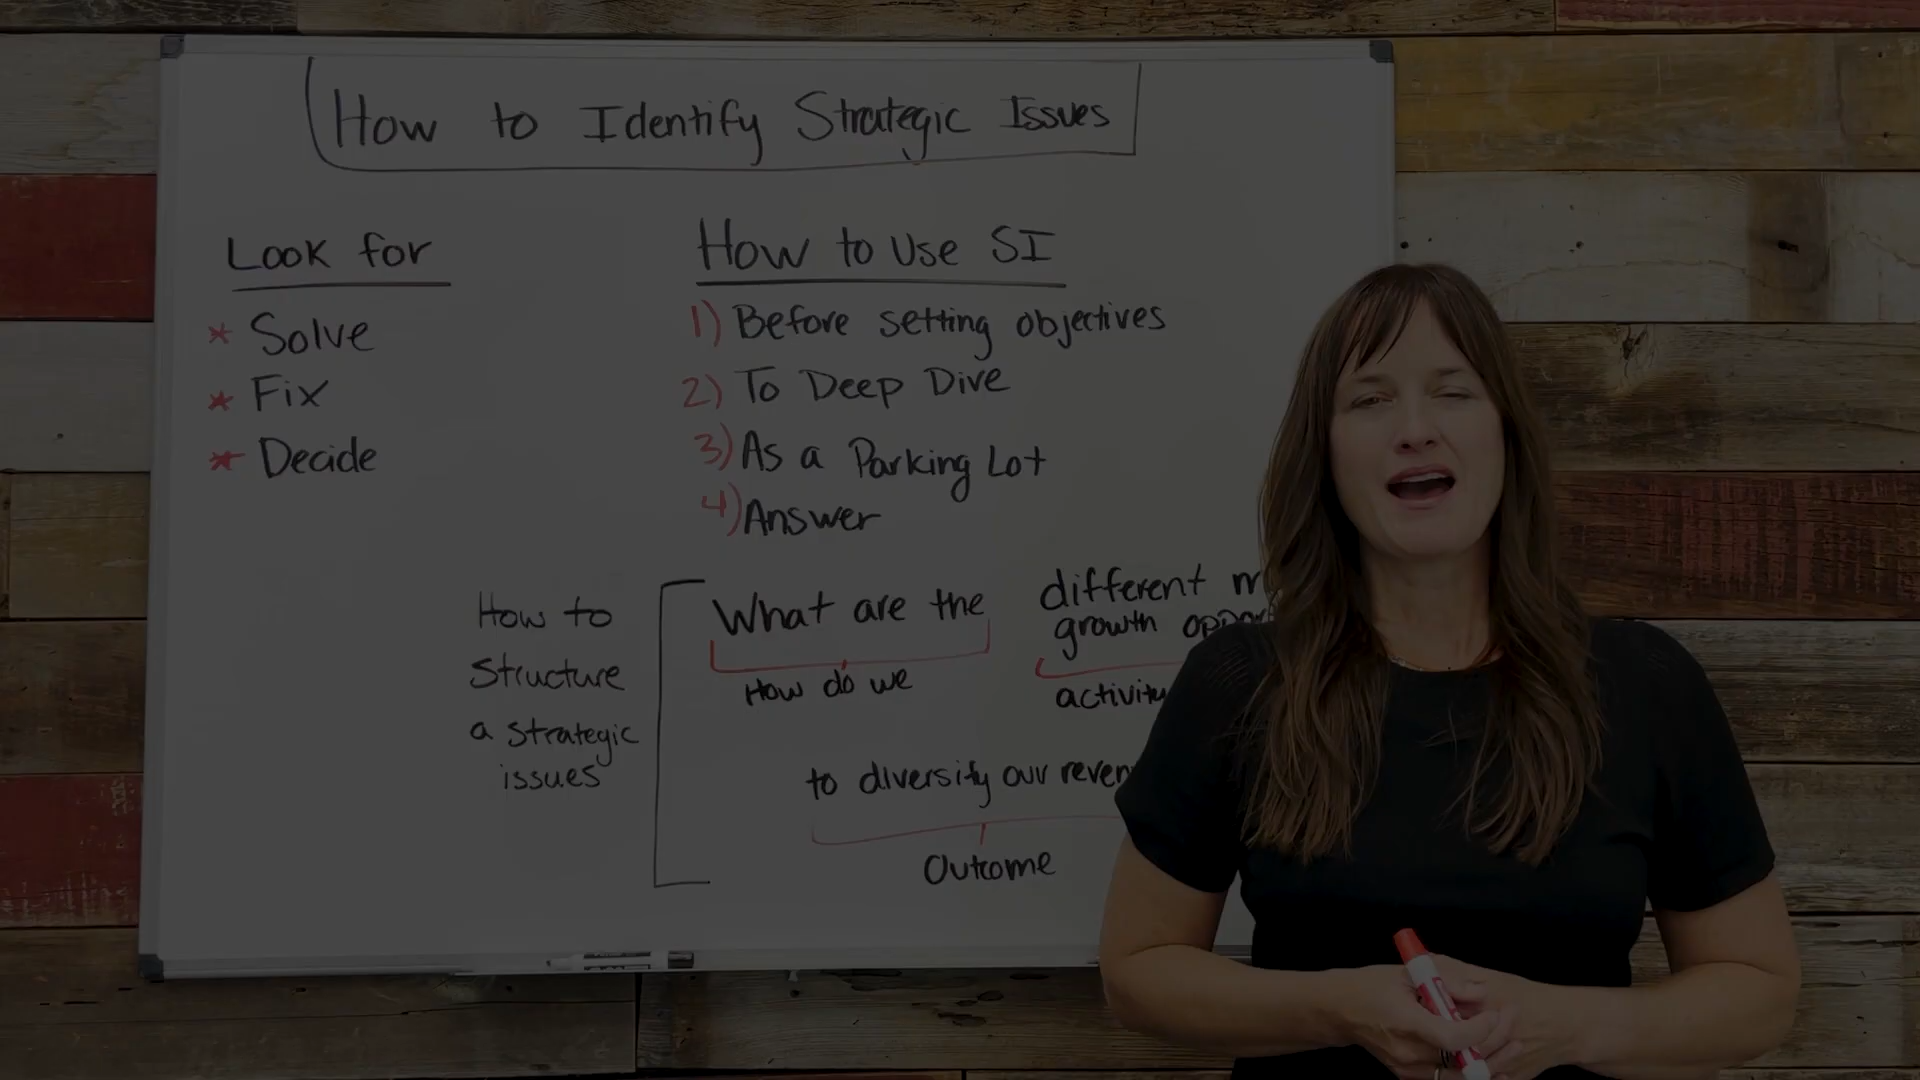 How to Identify Strategic Issues
Look for
* Solve
* Fix
* Decide
How to Use SI
1) Before setting objectives
2) To Deep Dive
3) As a Parking Lot
4) Answer
How to
Structure
a strategic
issues
What are the
How do we
different
growth
activity
to diversify our
Outcome